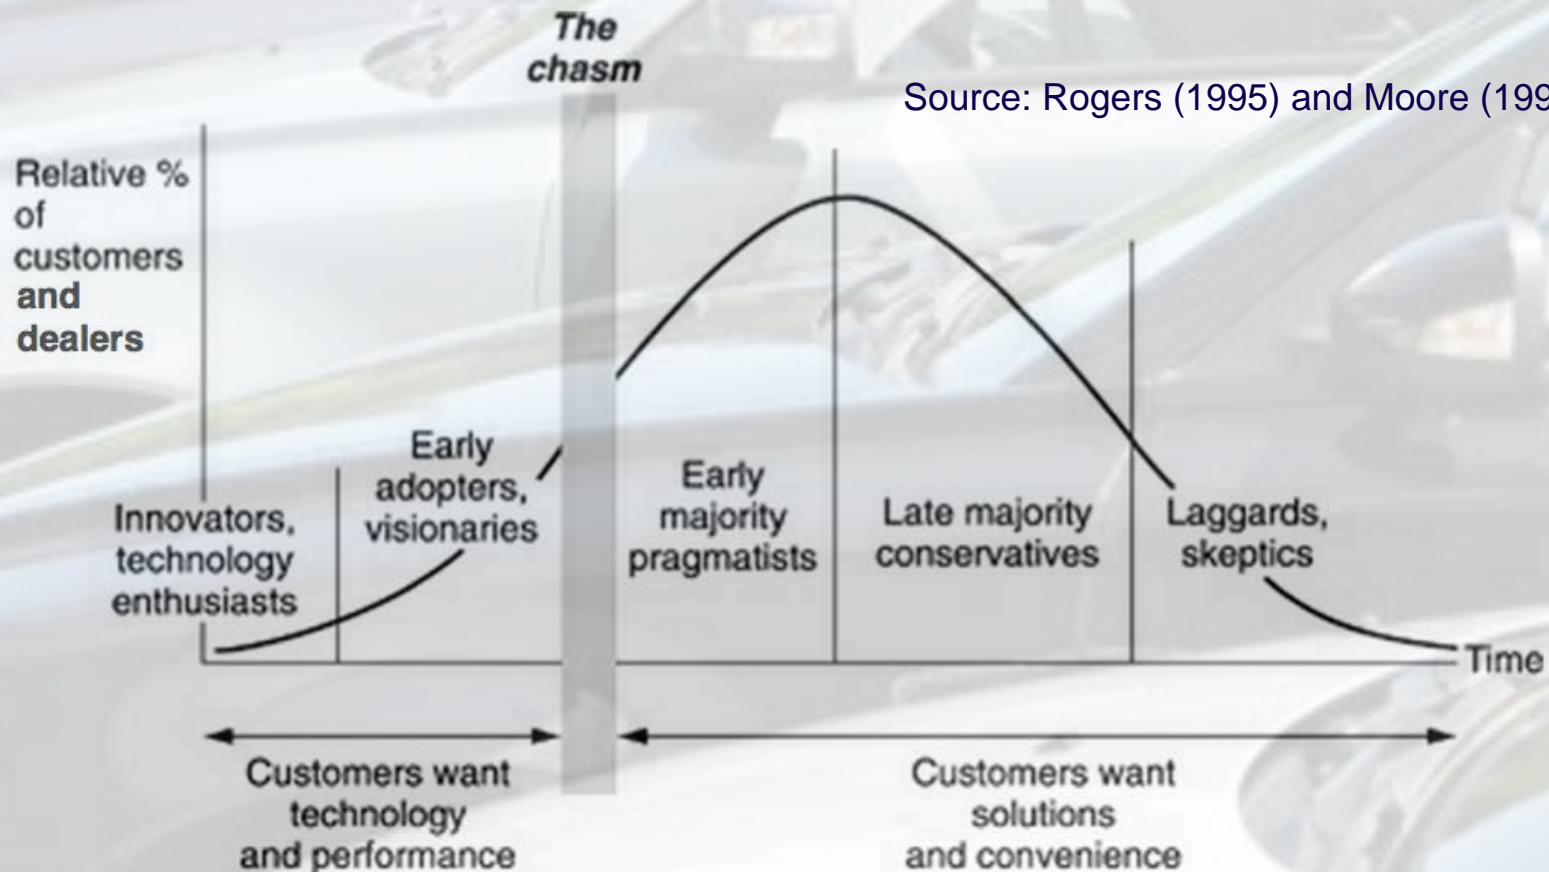 The
chasm
Source: Rogers (1995) and Moore (199
Relative %
of
customers
and
dealers
Early
adopters,
visionaries
Innovators,
technology
enthusiasts
Early
majority
pragmatists
Late majority
conservatives
Laggards,
skeptics
Time
Customers want
technology
and performance
Customers want
solutions
and convenience